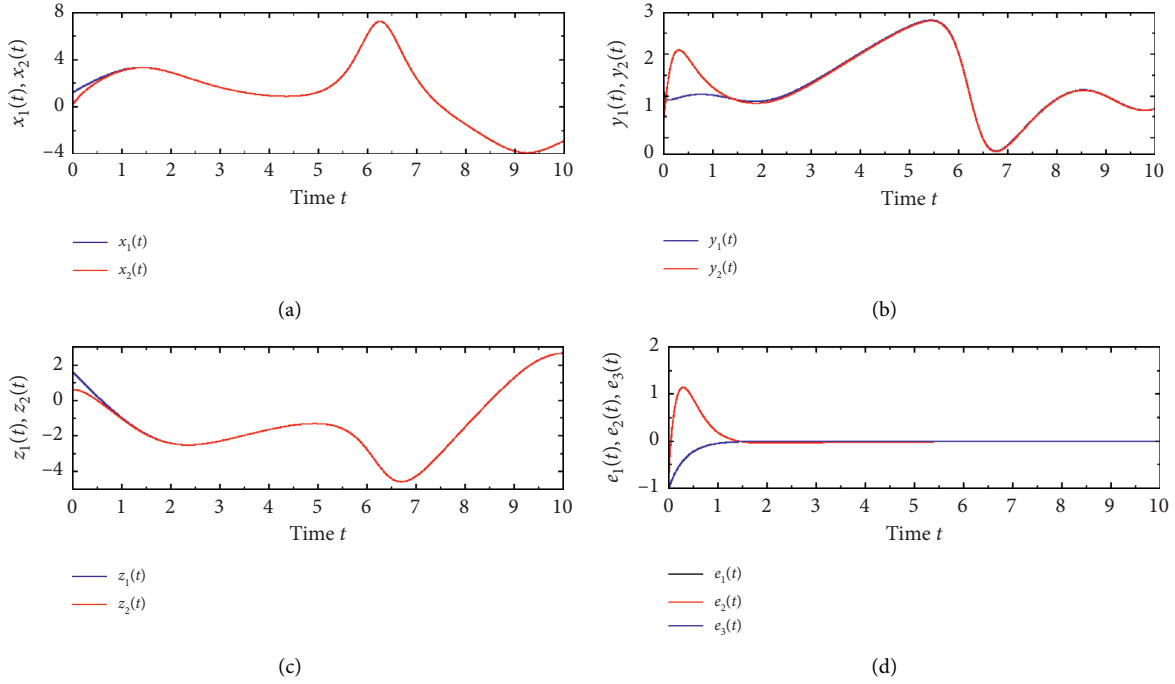 8
4
0
−4
x₁(t), x₂(t)
0 1 2 3 4 5 6 7 8 9 10
Time t
x₁(t)
x₂(t)
(a)
3
2
1
0
y₁(t), y₂(t)
0 1 2 3 4 5 6 7 8 9 10
Time t
y₁(t)
y₂(t)
(b)
2
0
−2
−4
z₁(t), z₂(t)
0 1 2 3 4 5 6 7 8 9 10
Time t
z₁(t)
z₂(t)
(c)
2
1
0
−1
e₁(t), e₂(t), e₃(t)
0 1 2 3 4 5 6 7 8 9 10
Time t
e₁(t)
e₂(t)
e₃(t)
(d)